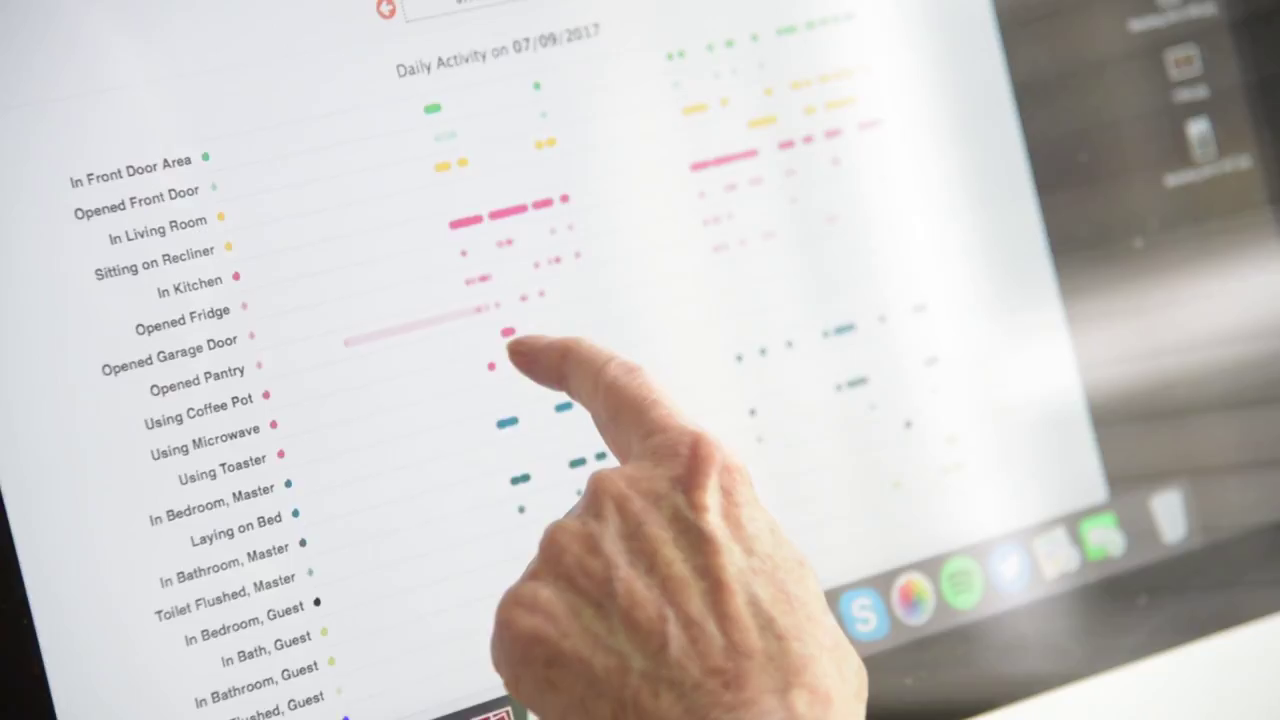 Daily Activity on 07/09/2017
In Front Door Area
Opened Front Door
In Living Room
Sitting on Recliner
In Kitchen
Opened Fridge
Opened Garage Door
Opened Pantry
Using Coffee Pot
Using Microwave
Using Toaster
In Bedroom, Master
Laying on Bed
In Bathroom, Master
Toilet Flushed, Master
In Bedroom, Guest
In Bath, Guest
In Bathroom, Guest
Flushed, Guest
S